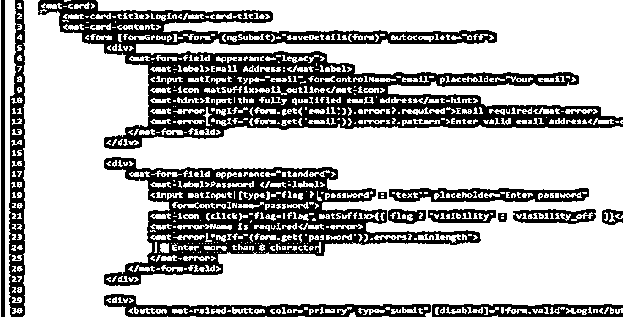 1 <mat-card>
2 <mat-card-title>Login</mat-card-title>
3 <mat-card-content>
4 <form [formGroup]="form" (ngSubmit)="saveDetails(form)" autocomplete="off">
5 <div>
6 <mat-form-field appearance="legacy">
7 <mat-label>Email Address:</mat-label>
8 <input matInput type="email" formControlName="email" placeholder="Your email">
9 <mat-icon matSuffix>mail_outline</mat-icon>
10 <mat-hint>Input the fully qualified email address</mat-hint>
11 <mat-error *ngIf="(form.get('email')).errors?.required">Email required</mat-error>
12 <mat-error *ngIf="(form.get('email')).errors?.pattern">Enter valid email address</mat-
13 </mat-form-field>
14 </div>
15
16 <div>
17 <mat-form-field appearance="standard">
18 <mat-label>Password </mat-label>
19 <input matInput [type]="flag ? 'password' : 'text'" placeholder="Enter password"
20 formControlName="password">
21 <mat-icon (click)="flag=!flag" matSuffix>{{ flag ? 'visibility' : 'visibility_off' }}<
22 <mat-error>Name is required</mat-error>
23 <mat-error *ngIf="(form.get('password')).errors?.minlength">
24 Enter more than 8 character
25 </mat-error>
26 </mat-form-field>
27 </div>
28
29 <div>
30 <button mat-raised-button color="primary" type="submit" [disabled]="!form.valid">Login</but